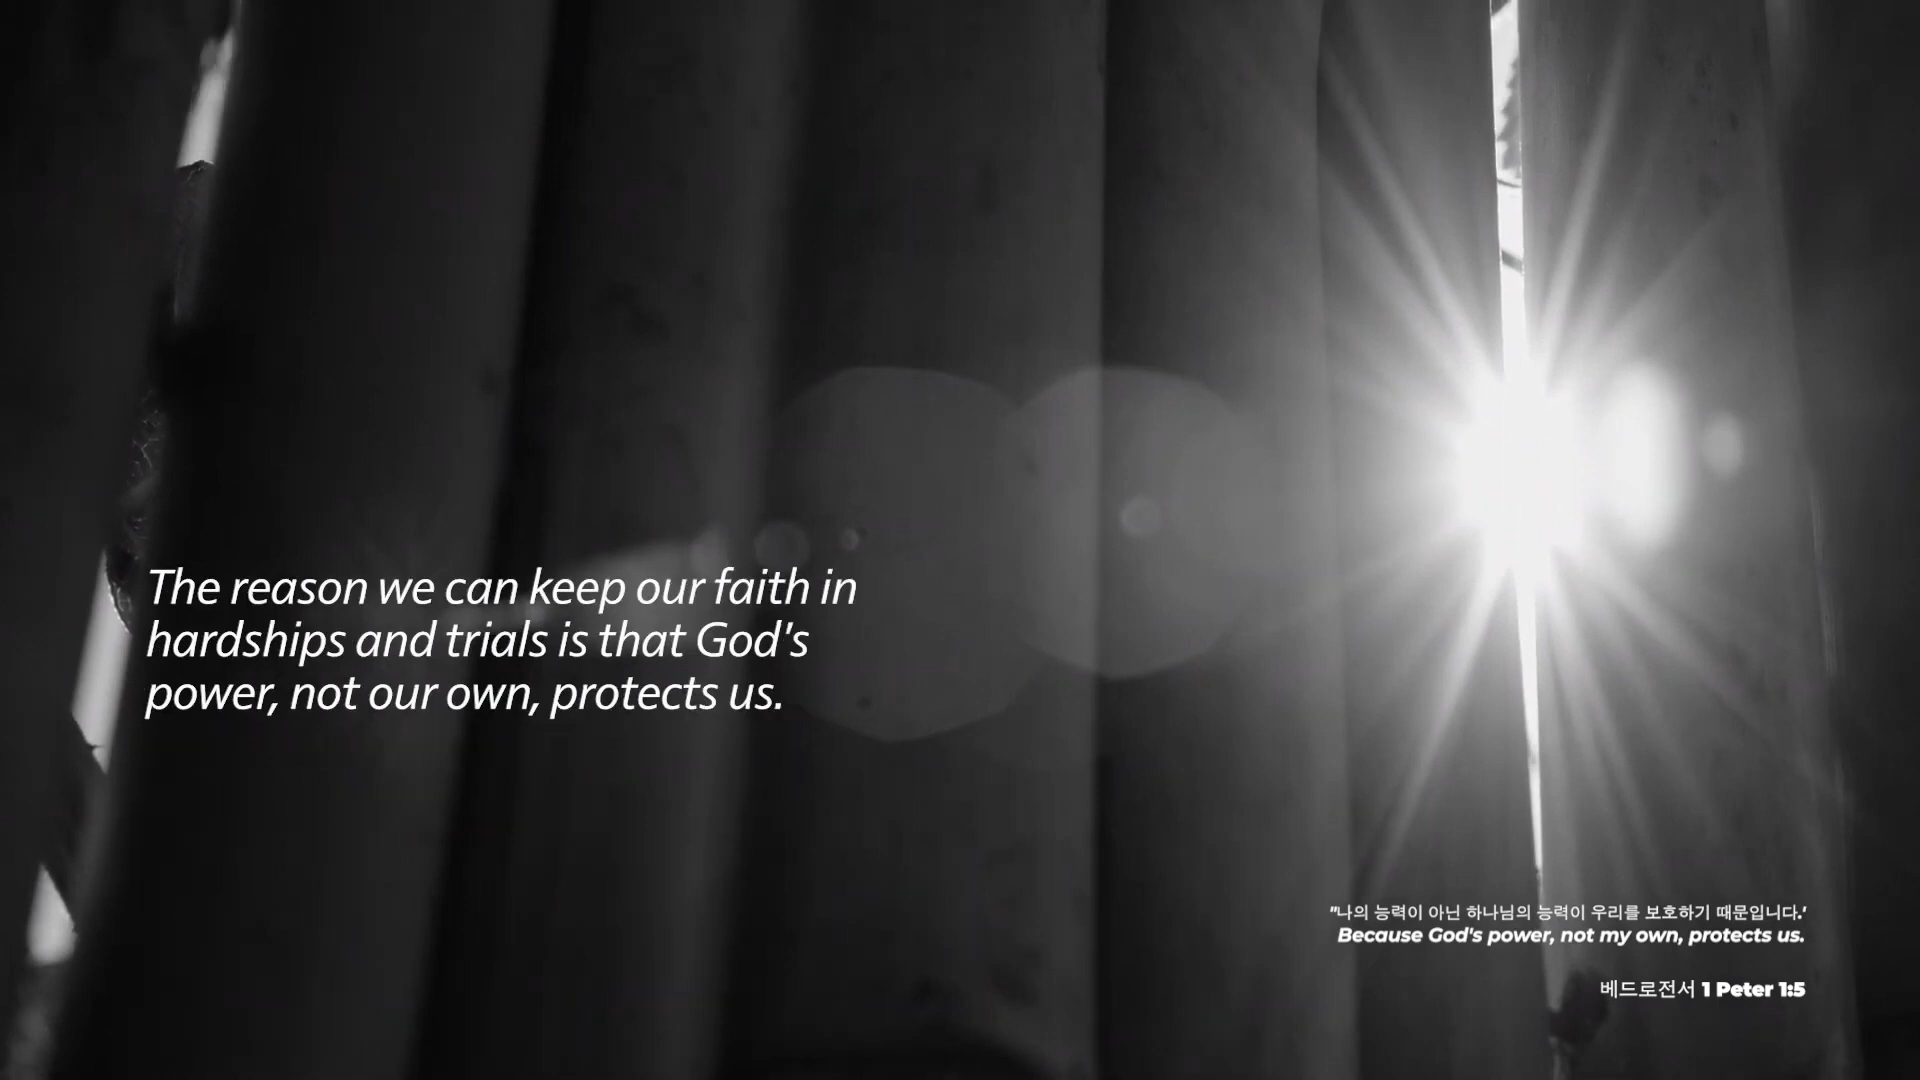 The reason we can keep our faith in
hardships and trials is that God's
power, not our own, protects us.
"나의 능력이 아닌 하나님의 능력이 우리를 보호하기 때문입니다.'
Because God's power, not my own, protects us.
베드로전서 1 Peter 1:5